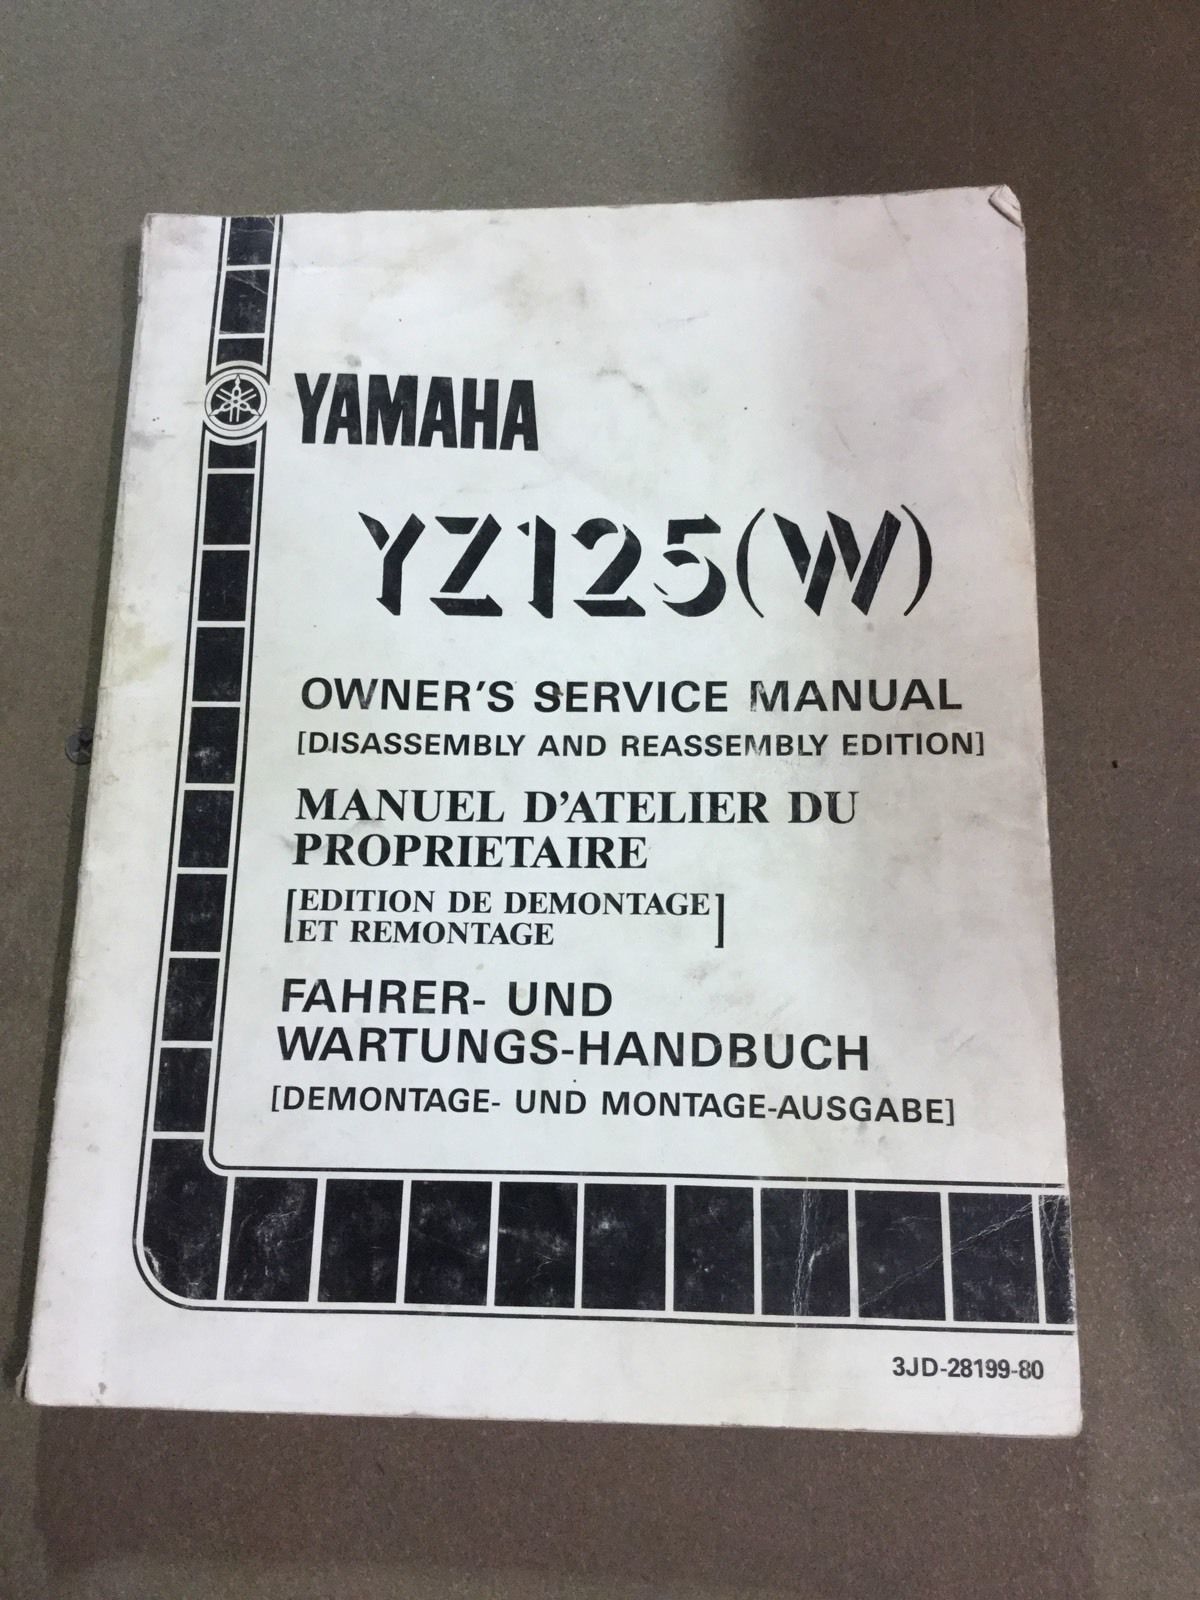 YAMAHA
YZ125(W)
OWNER'S SERVICE MANUAL
[DISASSEMBLY AND REASSEMBLY EDITION]
MANUEL D'ATELIER DU
PROPRIETAIRE
[EDITION DE DEMONTAGE
ET REMONTAGE]
FAHRER- UND
WARTUNGS-HANDBUCH
[DEMONTAGE- UND MONTAGE-AUSGABE]
3JD-28199-80